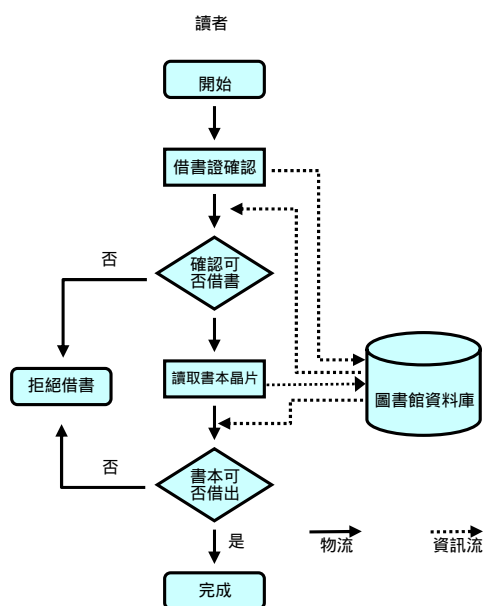 讀者
開始
借書證確認
否
確認可
否借書
拒絕借書
讀取書本晶片
圖書館資料庫
否
書本可
否借出
是
物流
資訊流
完成